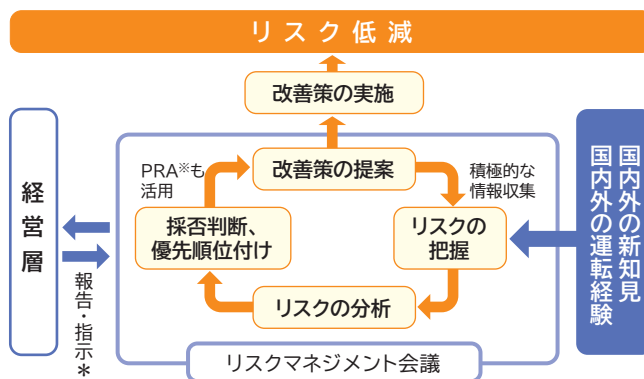 リスク低減
改善策の実施
経営層
報告・指示＊
PRA※も
活用
改善策の提案
積極的な
情報収集
採否判断、
優先順位付け
リスクの
把握
リスクの分析
リスクマネジメント会議
国内外の新知見
国内外の運転経験